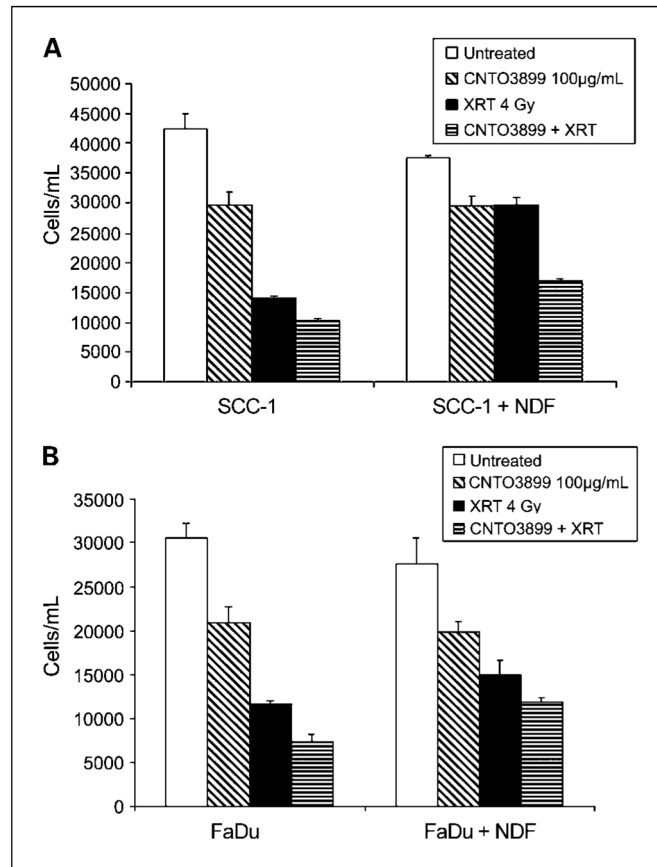 A
Untreated
CNTO3899 100µg/mL
XRT 4 Gy
CNTO3899 + XRT
50000
45000
40000
35000
30000
25000
20000
15000
10000
5000
0
Cells/mL
SCC-1
SCC-1 + NDF
B
Untreated
CNTO3899 100µg/mL
XRT 4 Gy
CNTO3899 + XRT
35000
30000
25000
20000
15000
10000
5000
0
Cells/mL
FaDu
FaDu + NDF